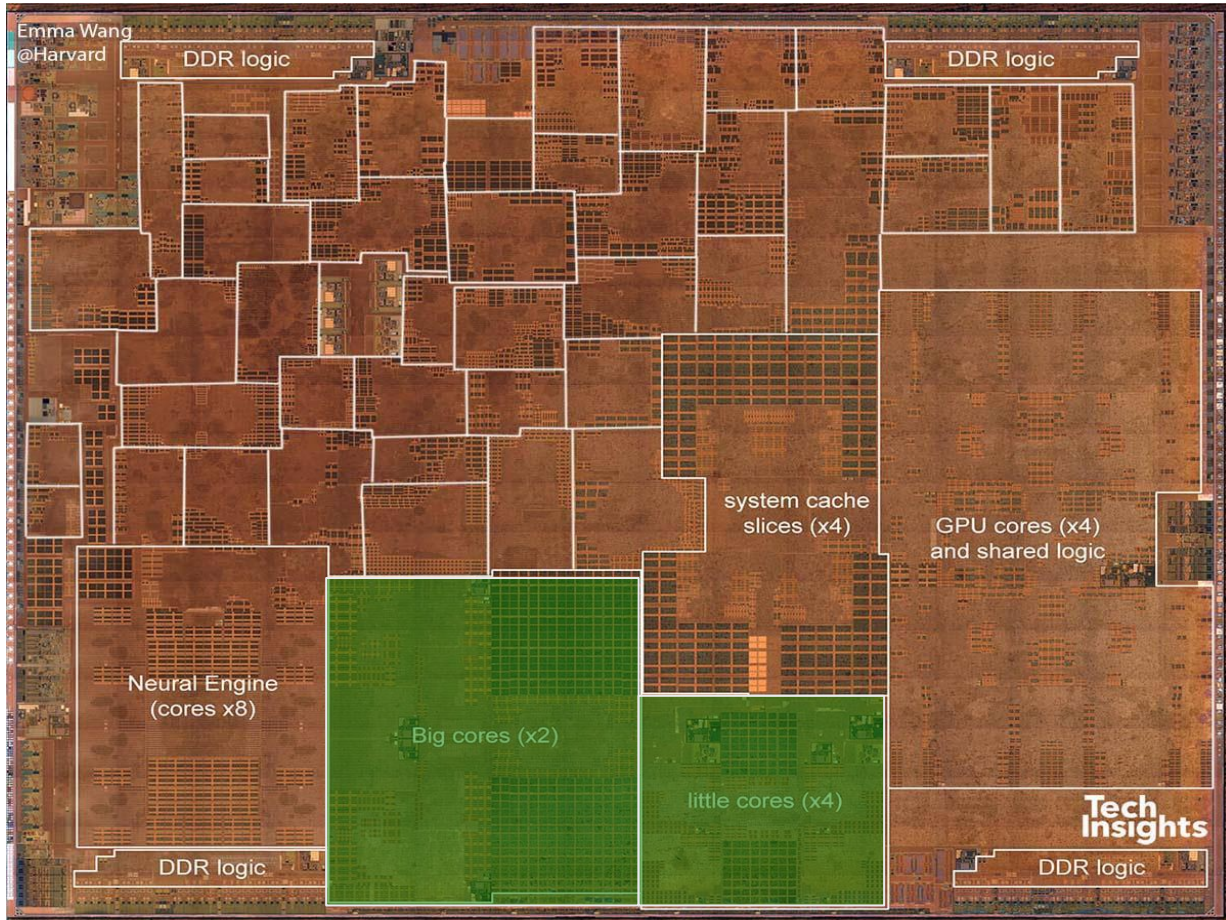 Emma Wang
@Harvard
DDR logic
DDR logic
system cache
slices (x4)
GPU cores (x4)
and shared logic
Neural Engine
(cores x8)
Big cores (x2)
little cores (x4)
Tech
Insights
DDR logic
DDR logic